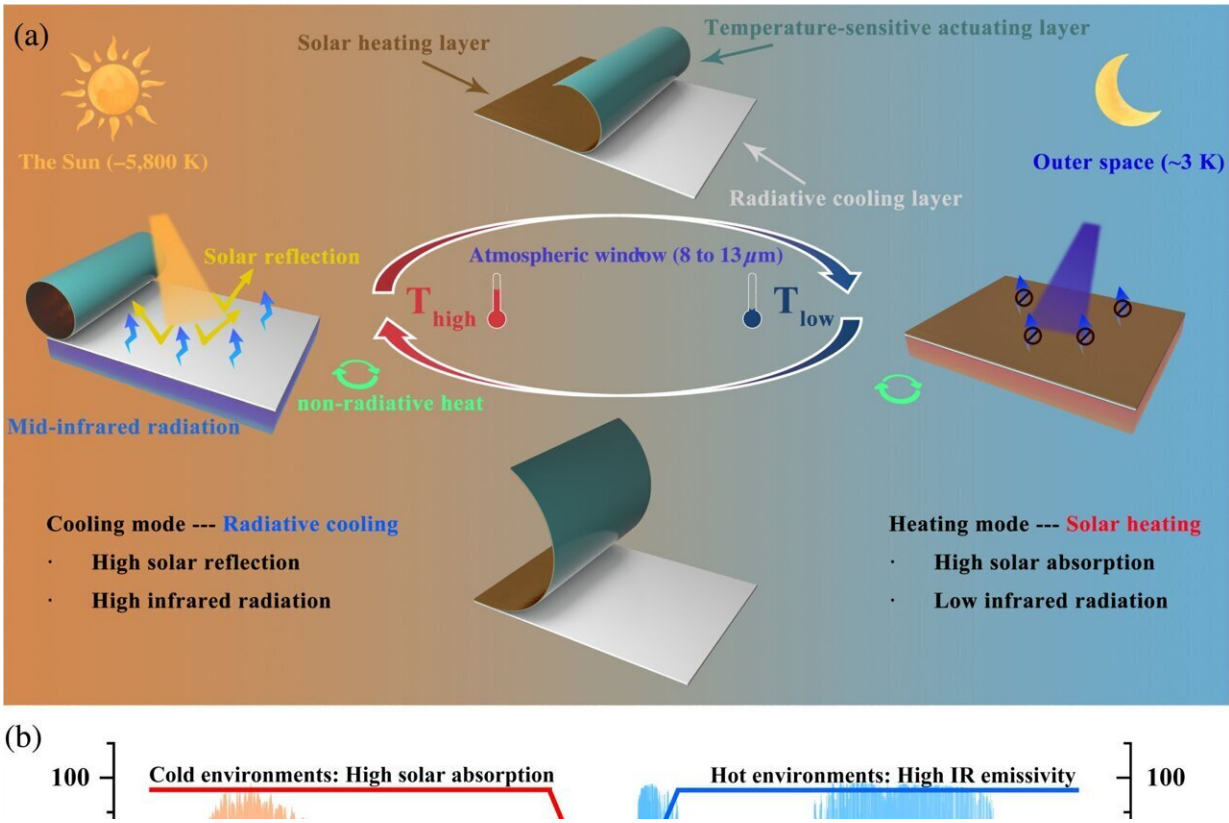 (a)
Solar heating layer
Temperature-sensitive actuating layer
The Sun (~5,800 K)
Outer space (~3 K)
Radiative cooling layer
Solar reflection
Atmospheric window (8 to 13 μm)
T high
T low
non-radiative heat
Mid-infrared radiation
Cooling mode --- Radiative cooling
· High solar reflection
· High infrared radiation
Heating mode --- Solar heating
· High solar absorption
· Low infrared radiation
(b)
100
Cold environments: High solar absorption
Hot environments: High IR emissivity
100